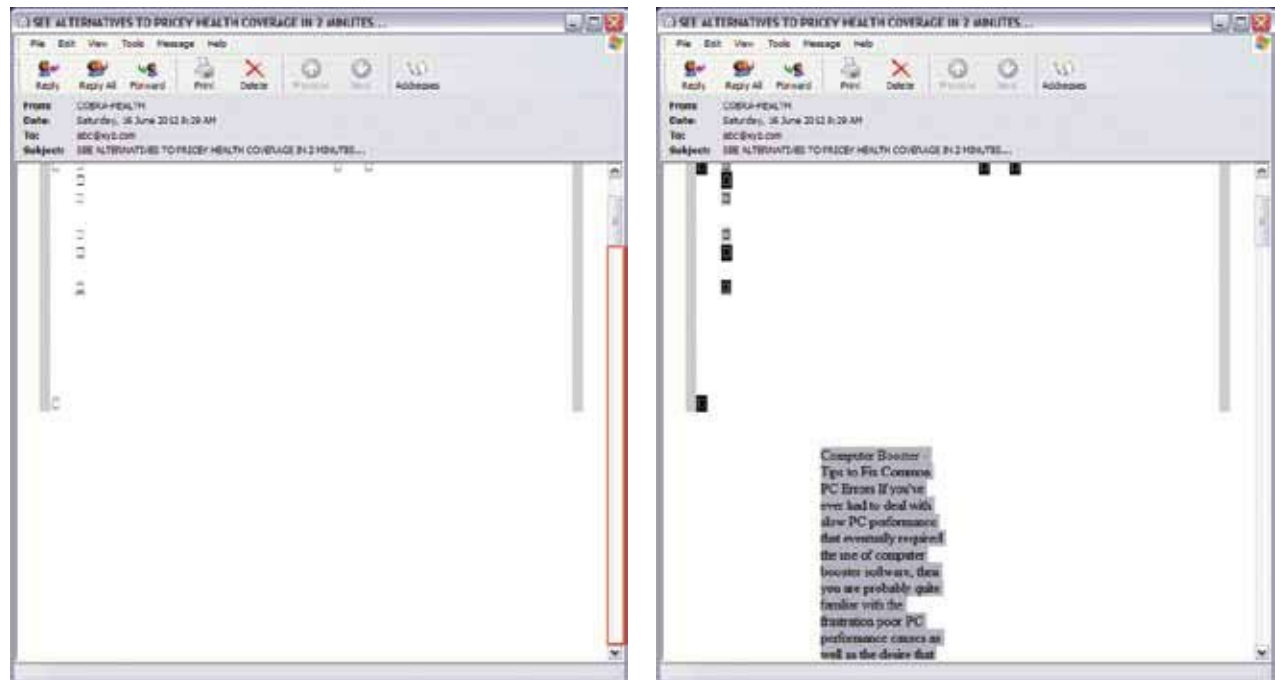 SEE ALTERNATIVES TO PRICEY HEALTH COVERAGE IN 2 MINUTES...
File Edit View Tools Message Help
Reply Reply All Forward Print Delete Previous Next Addresses
From: COBRA-HEALTH
Date: Saturday, 16 June 2012 8:29 AM
To: abc@xyz.com
Subject: SEE ALTERNATIVES TO PRICEY HEALTH COVERAGE IN 2 MINUTES...
SEE ALTERNATIVES TO PRICEY HEALTH COVERAGE IN 2 MINUTES...
File Edit View Tools Message Help
Reply Reply All Forward Print Delete Previous Next Addresses
From: COBRA-HEALTH
Date: Saturday, 16 June 2012 8:29 AM
To: abc@xyz.com
Subject: SEE ALTERNATIVES TO PRICEY HEALTH COVERAGE IN 2 MINUTES...
Computer Booster -
Tips to Fix Common
PC Errors If you've
ever had to deal with
slow PC performance
that eventually required
the use of computer
booster software, then
you are probably quite
familiar with the
frustration poor PC
performance causes as
well as the desire that